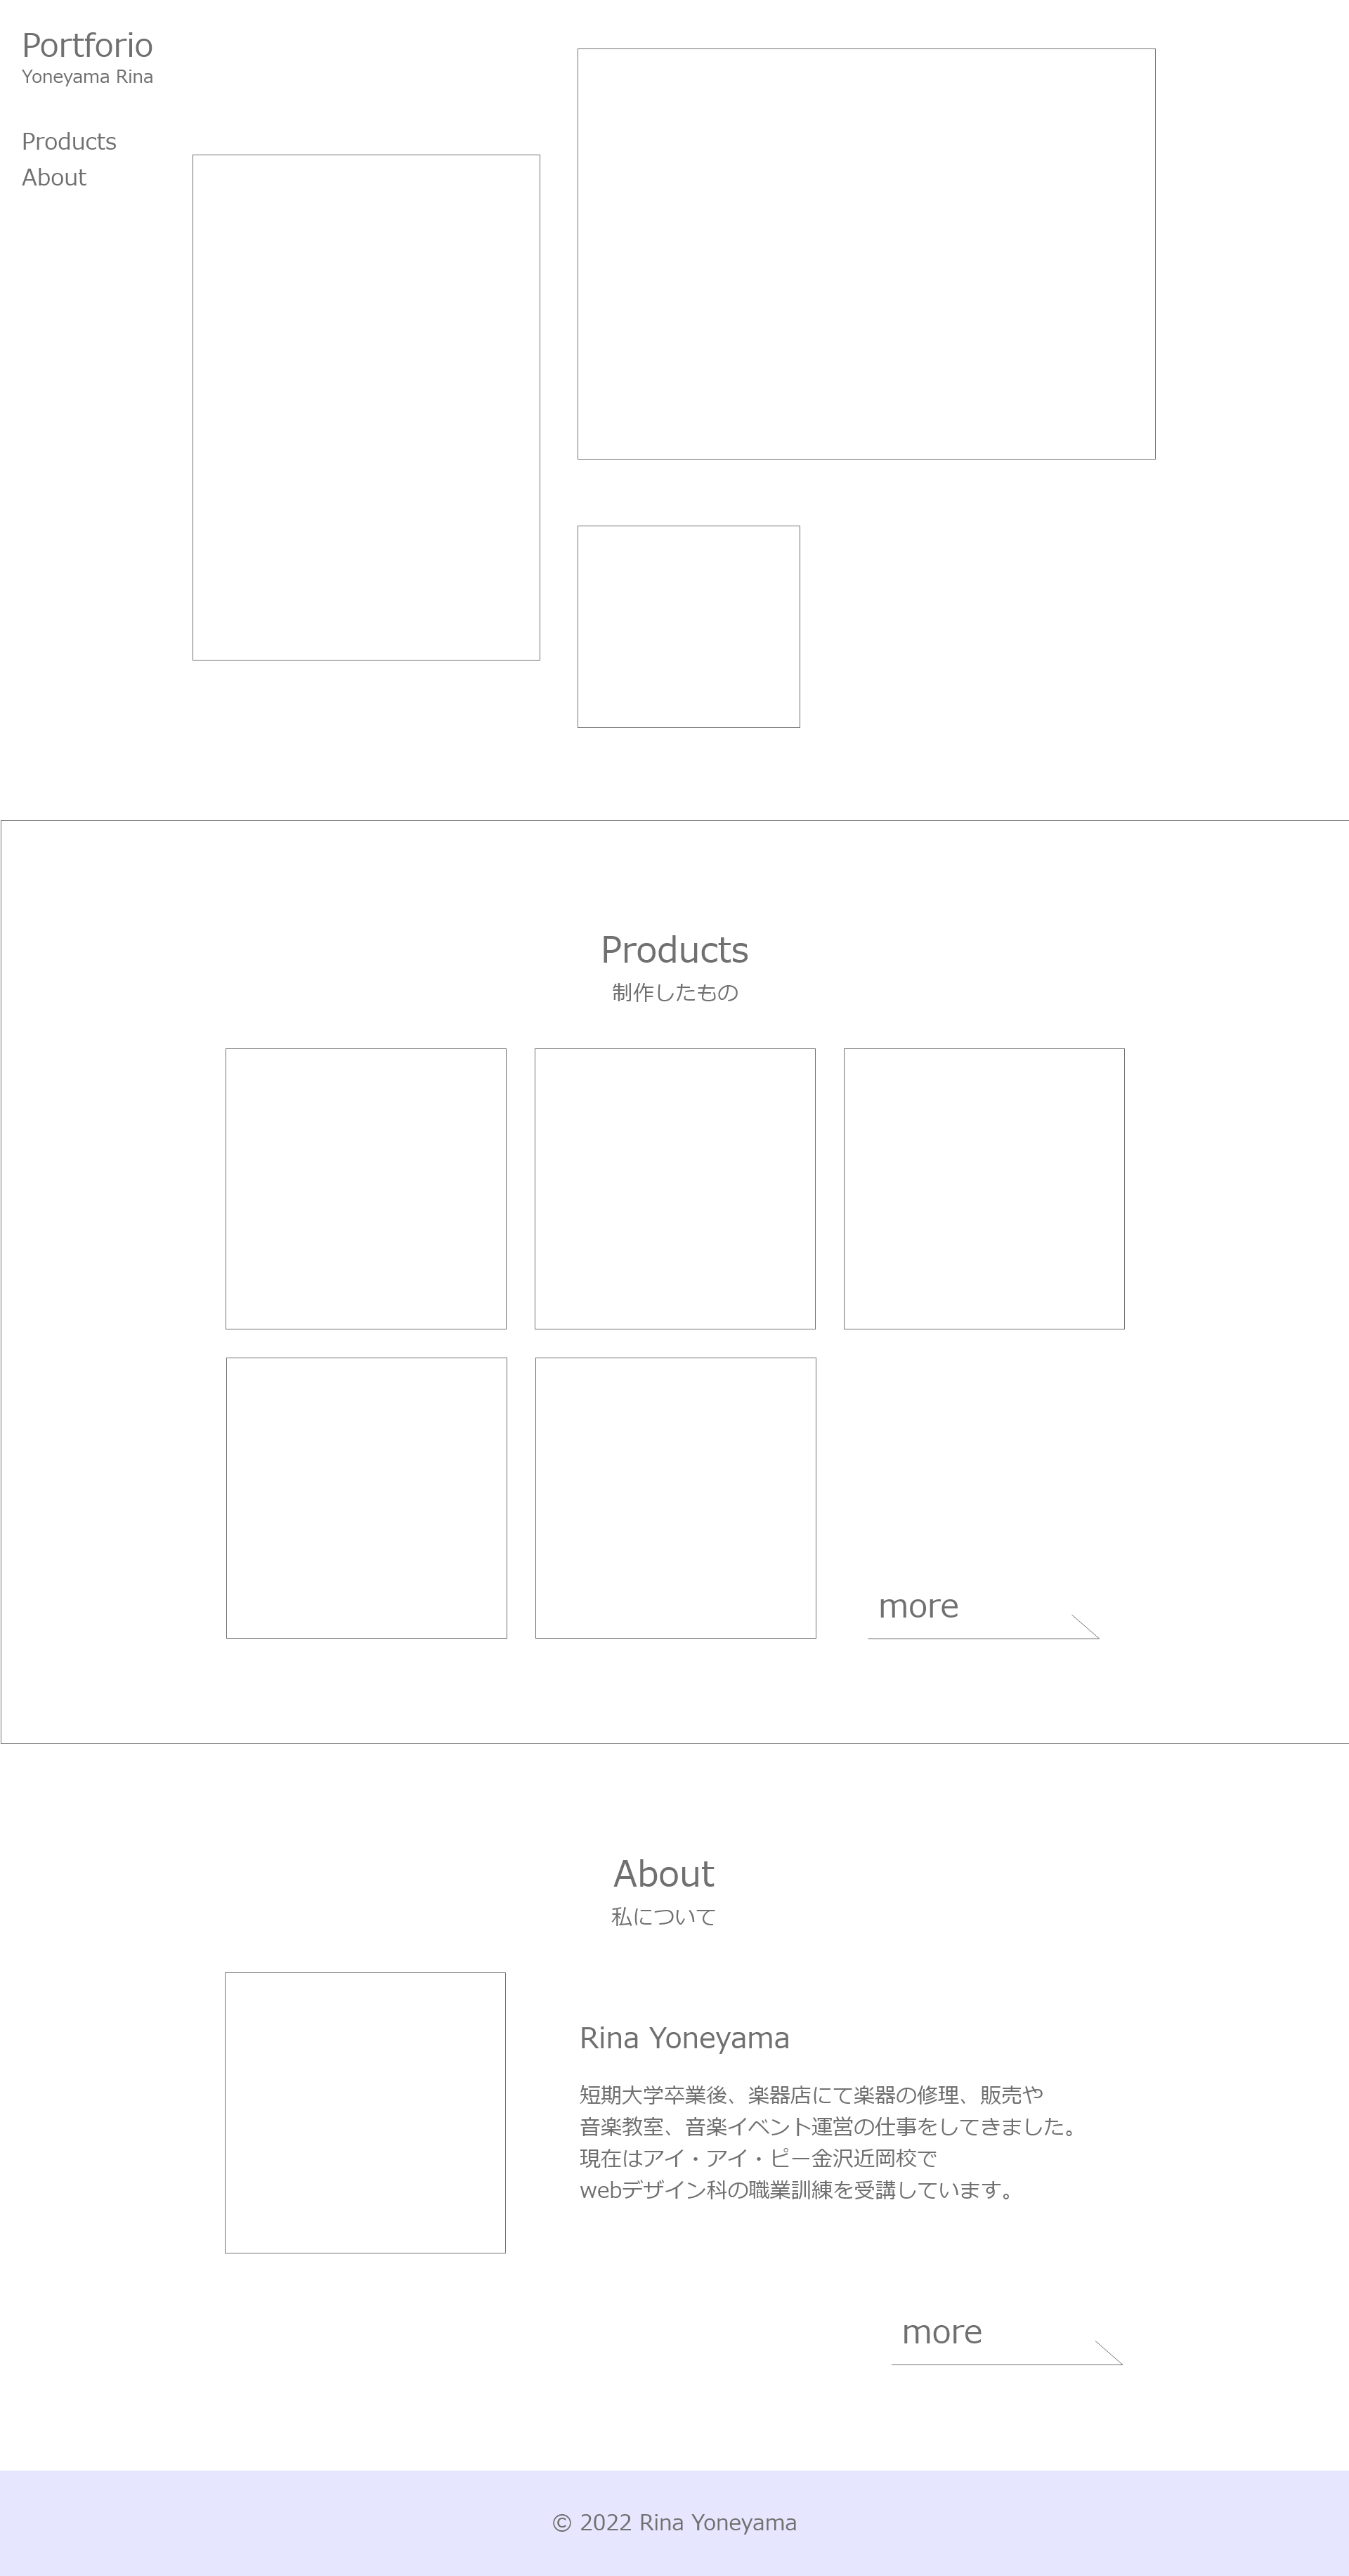 Portforio
Yoneyama Rina
Products
About
Products
制作したもの
more
About
私について
Rina Yoneyama
短期大学卒業後、楽器店にて楽器の修理、販売や
音楽教室、音楽イベント運営の仕事をしてきました。
現在はアイ・アイ・ピー金沢近岡校で
webデザイン科の職業訓練を受講しています。
more
© 2022 Rina Yoneyama